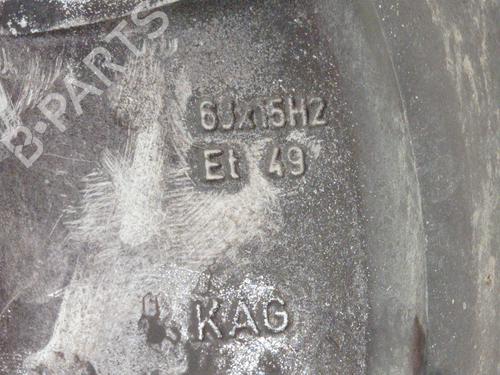 B-PARTS
6Jx15H2
Et 49
KAG